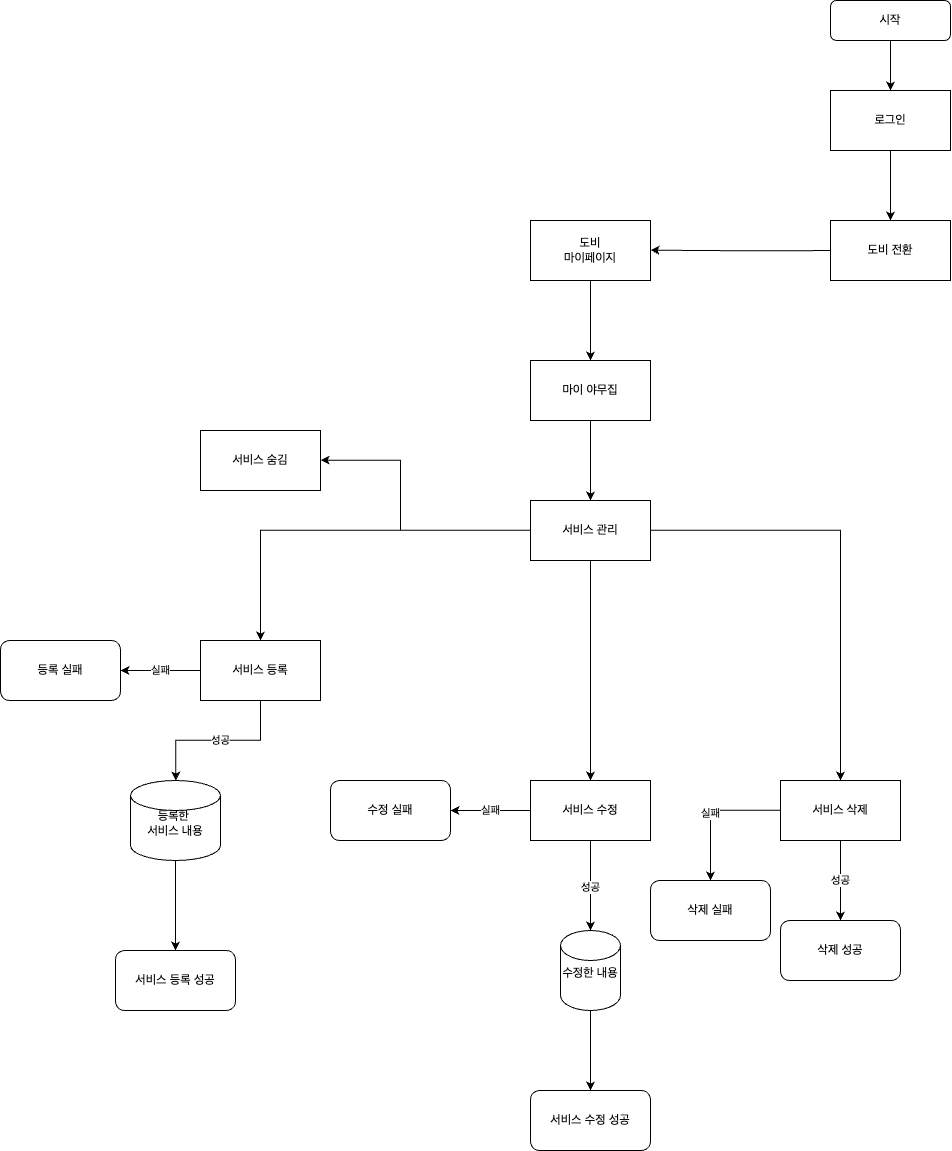 시작
로그인
도비 전환
도비
마이페이지
마이 야무집
서비스 숨김
서비스 관리
등록 실패
실패
서비스 등록
성공
등록한
서비스 내용
수정 실패
실패
서비스 수정
서비스 삭제
실패
성공
성공
삭제 실패
삭제 성공
수정한 내용
서비스 등록 성공
서비스 수정 성공